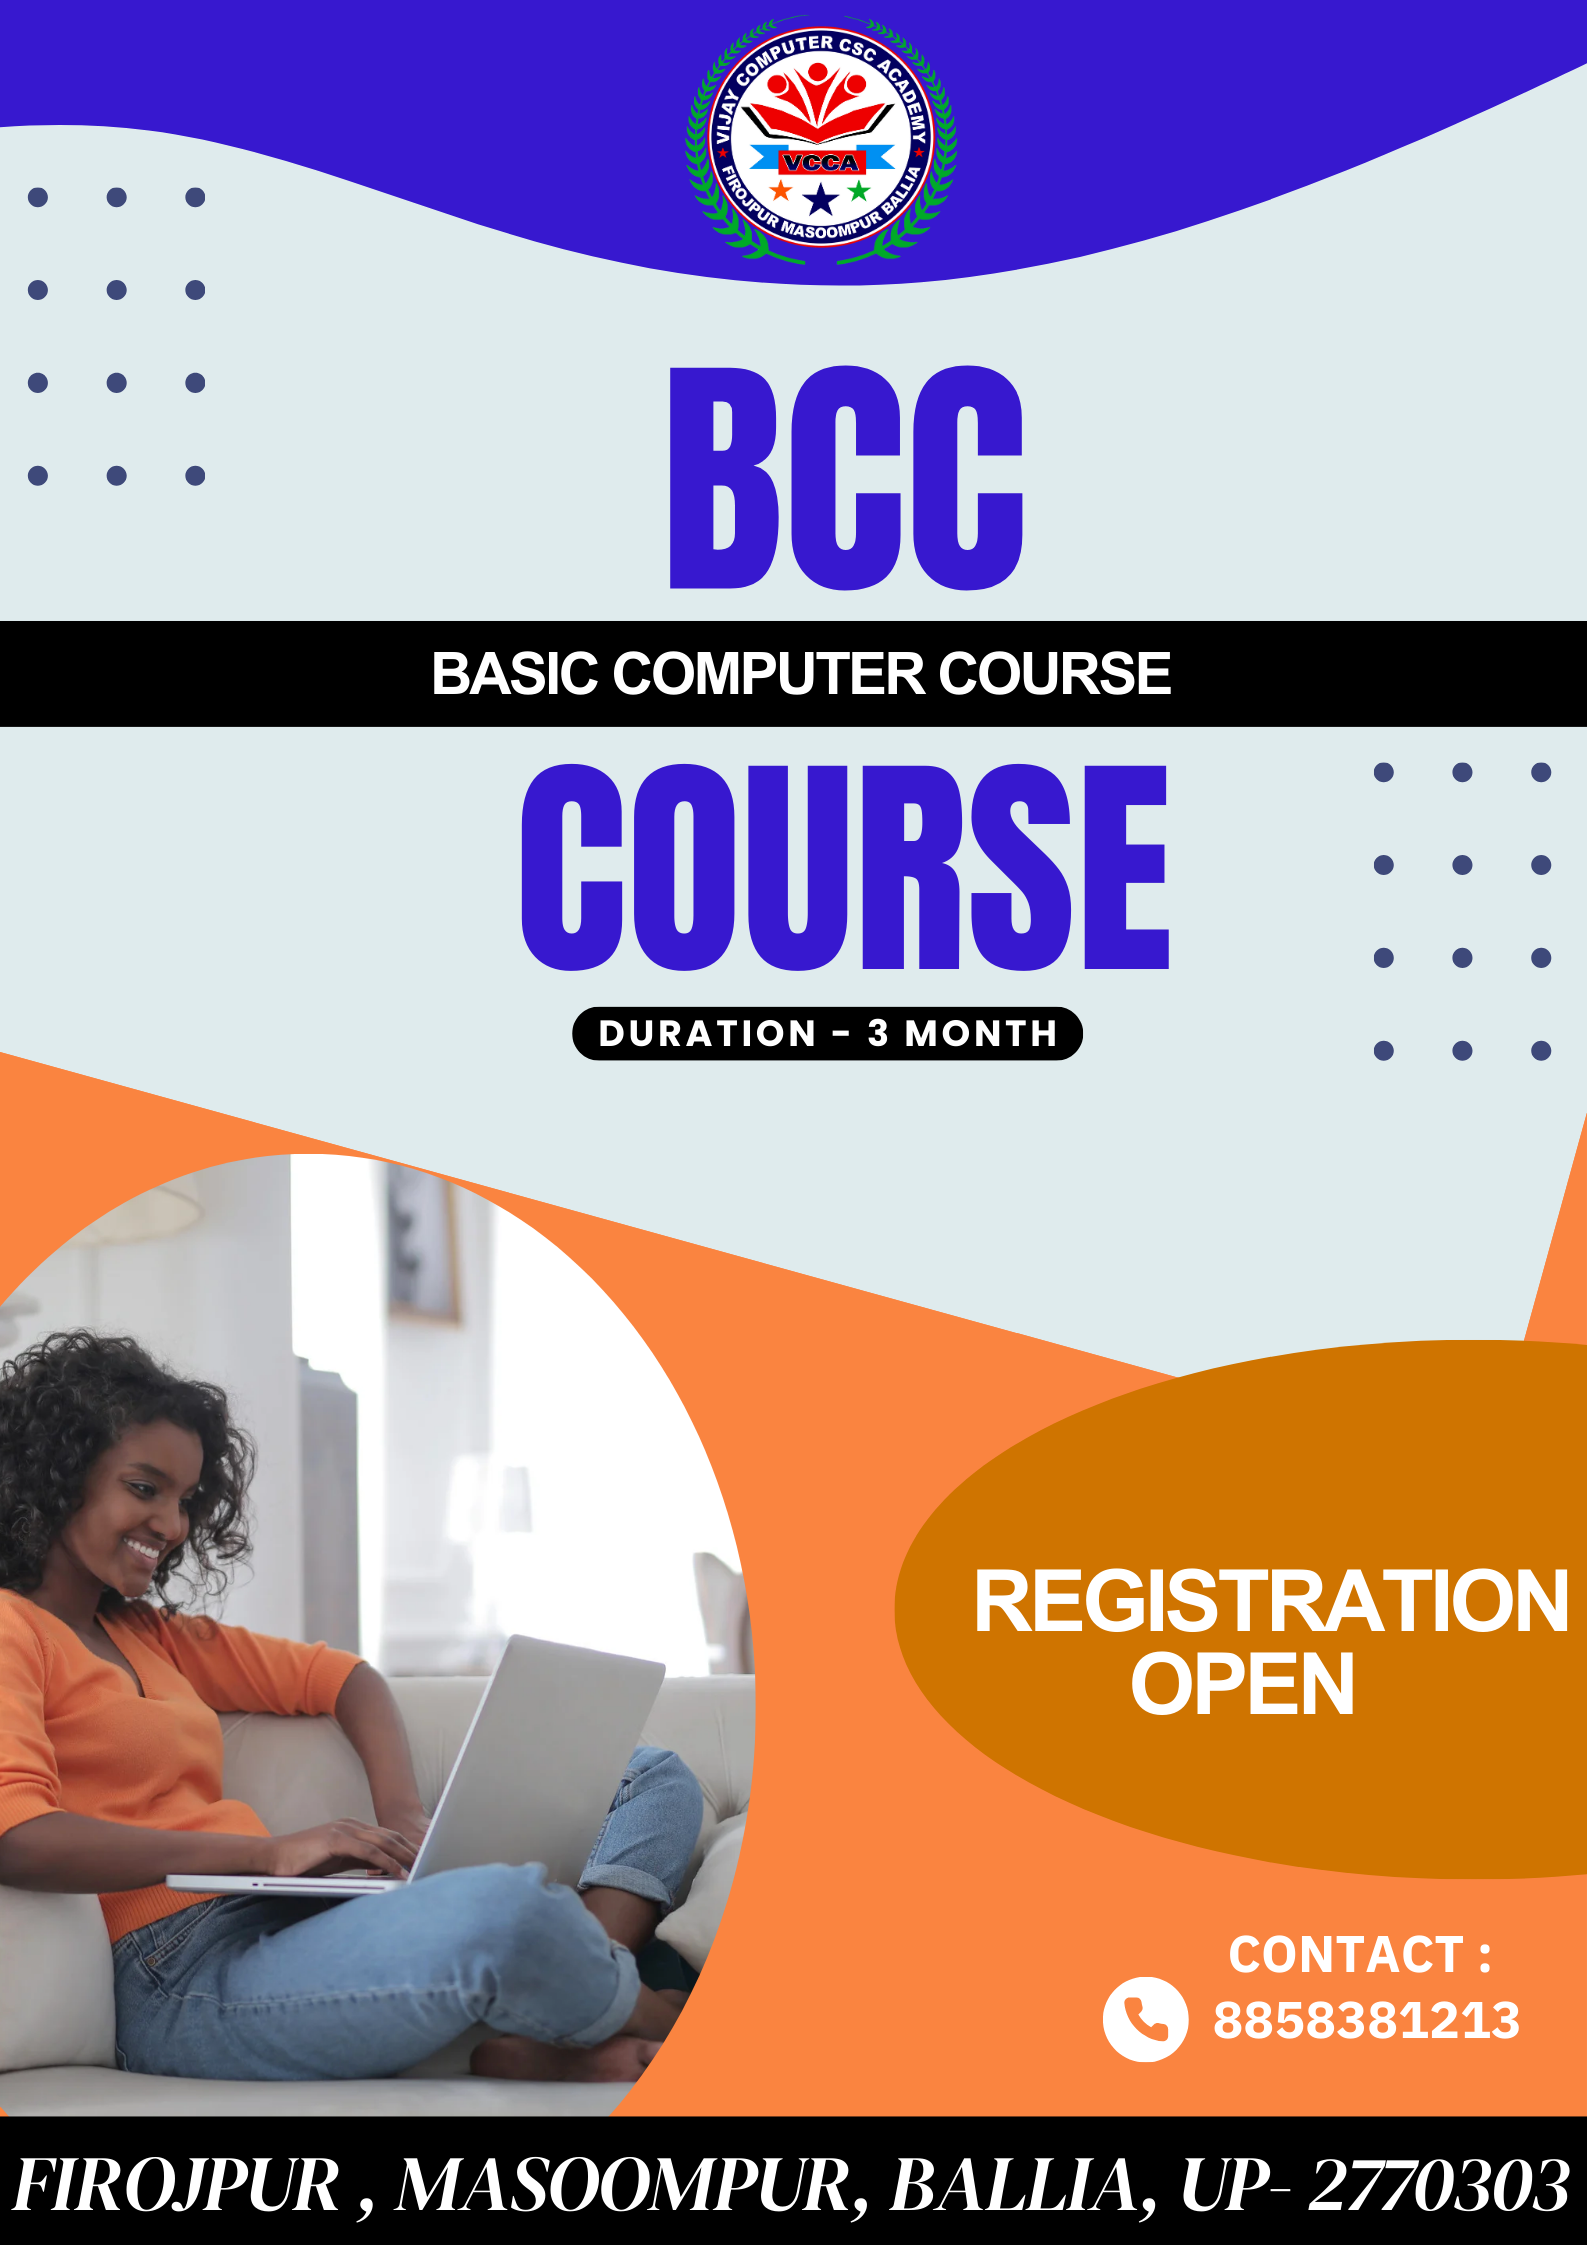 VIJAY COMPUTER CSC ACADEMY
VCCA
FIROJPUR MASOOMPUR BALLIA
BCC
BASIC COMPUTER COURSE
COURSE
DURATION - 3 MONTH
REGISTRATION
OPEN
CONTACT :
8858381213
FIROJPUR , MASOOMPUR, BALLIA, UP- 2770303